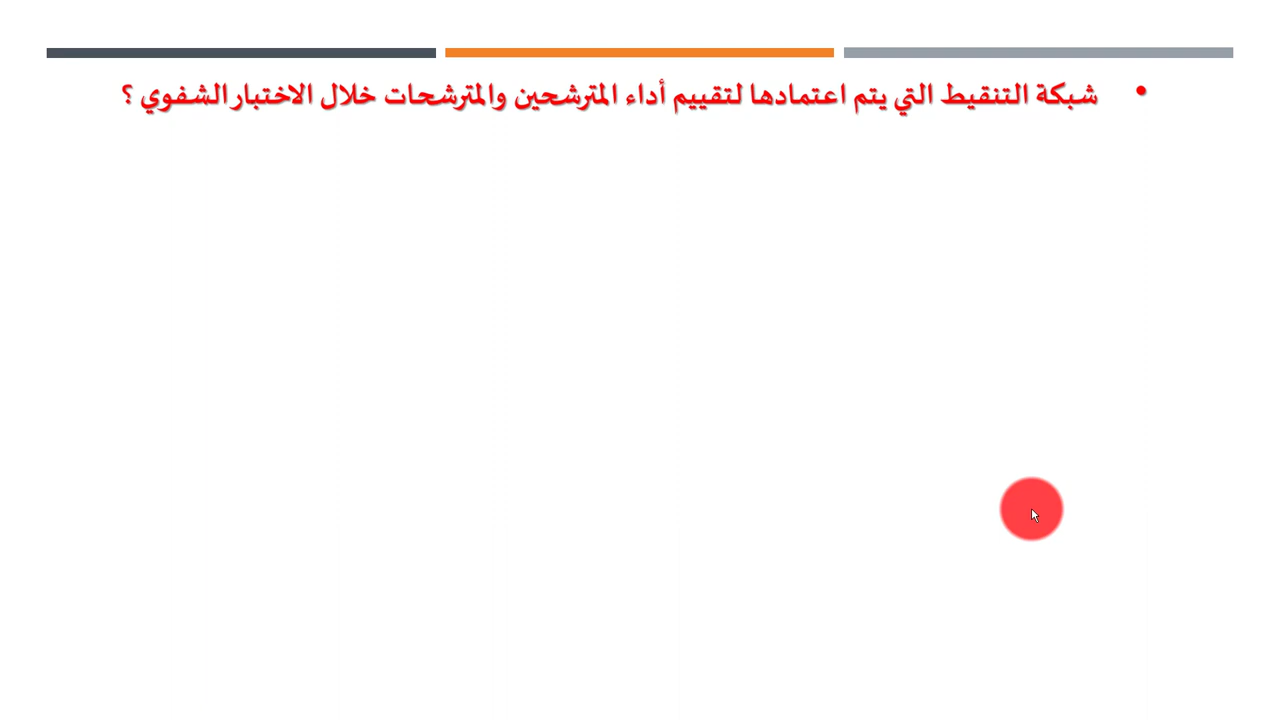 • شبكة التنقيط التي يتم اعتمادها لتقييم أداء المترشحين والمترشحات خلال الاختبار الشفوي ؟